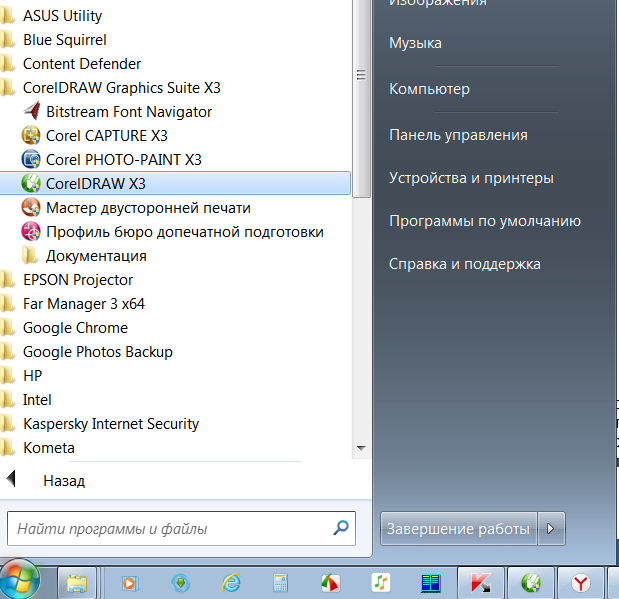 ASUS Utility
Blue Squirrel
Content Defender
CorelDRAW Graphics Suite X3
Bitstream Font Navigator
Corel CAPTURE X3
Corel PHOTO-PAINT X3
CorelDRAW X3
Мастер двусторонней печати
Профиль бюро допечатной подготовки
Документация
EPSON Projector
Far Manager 3 x64
Google Chrome
Google Photos Backup
HP
Intel
Kaspersky Internet Security
Kometa
Назад
Найти программы и файлы
Изображения
Музыка
Компьютер
Панель управления
Устройства и принтеры
Программы по умолчанию
Справка и поддержка
Завершение работы